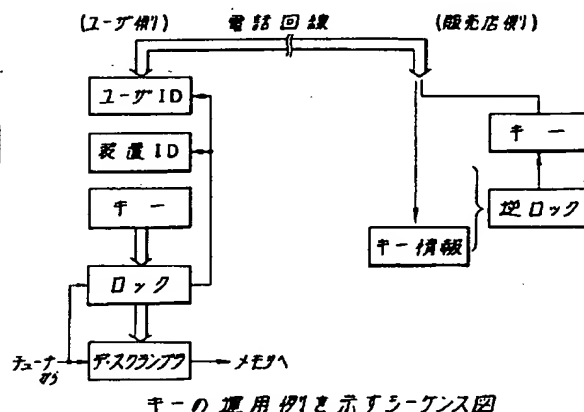 (ユーザ側) 電話回線 (販売店側)
ユーザID
キー
装置ID
逆ロック
キー
キー情報
ロック
チューナから
ディスクランブラ
メモリへ
キーの運用例を示すシーケンス図